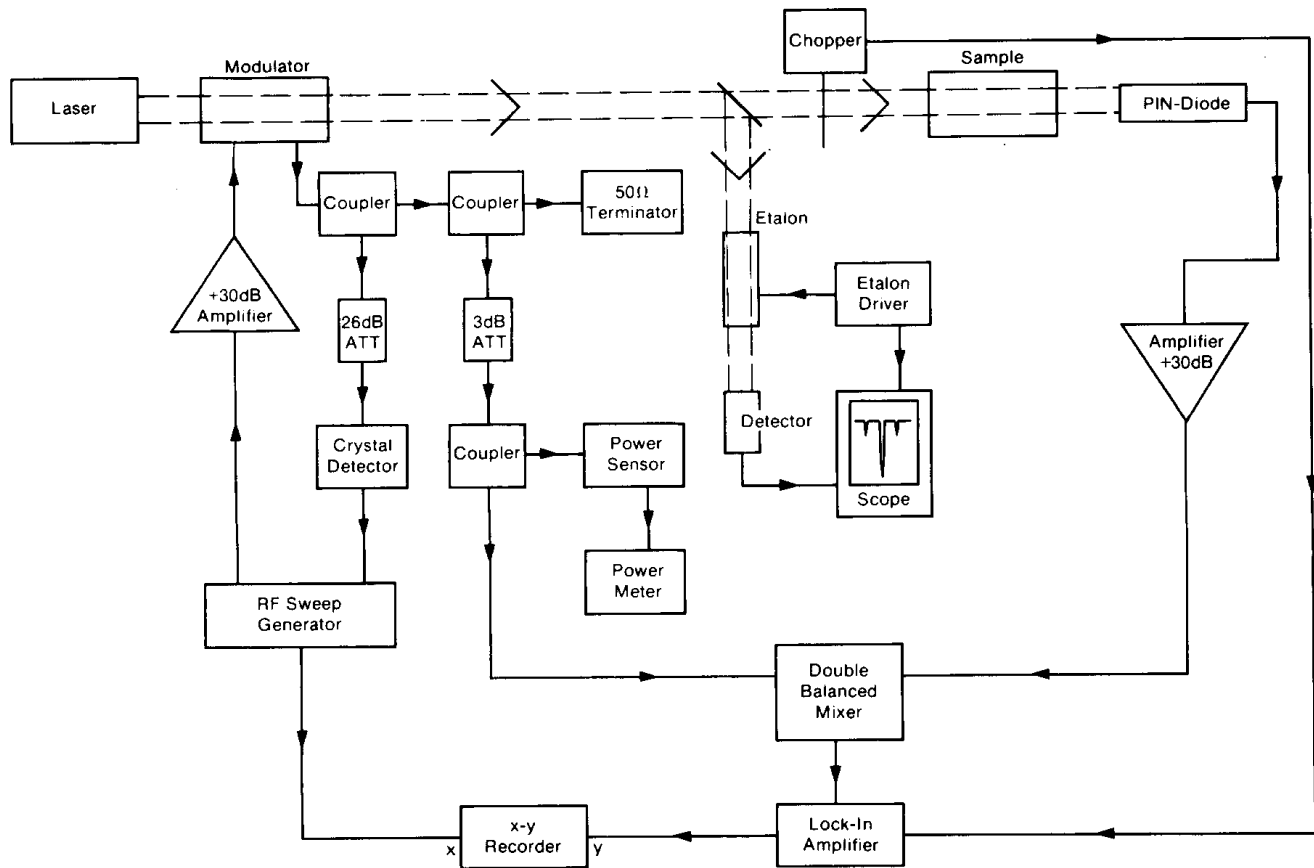 Chopper
Modulator
Sample
Laser
PIN-Diode
Coupler
Coupler
50Ω
Terminator
Etalon
+30dB
Amplifier
26dB
ATT
3dB
ATT
Etalon
Driver
Amplifier
+30dB
Detector
Crystal
Detector
Coupler
Power
Sensor
Scope
Power
Meter
RF Sweep
Generator
Double
Balanced
Mixer
x-y
Recorder
x
y
Lock-In
Amplifier